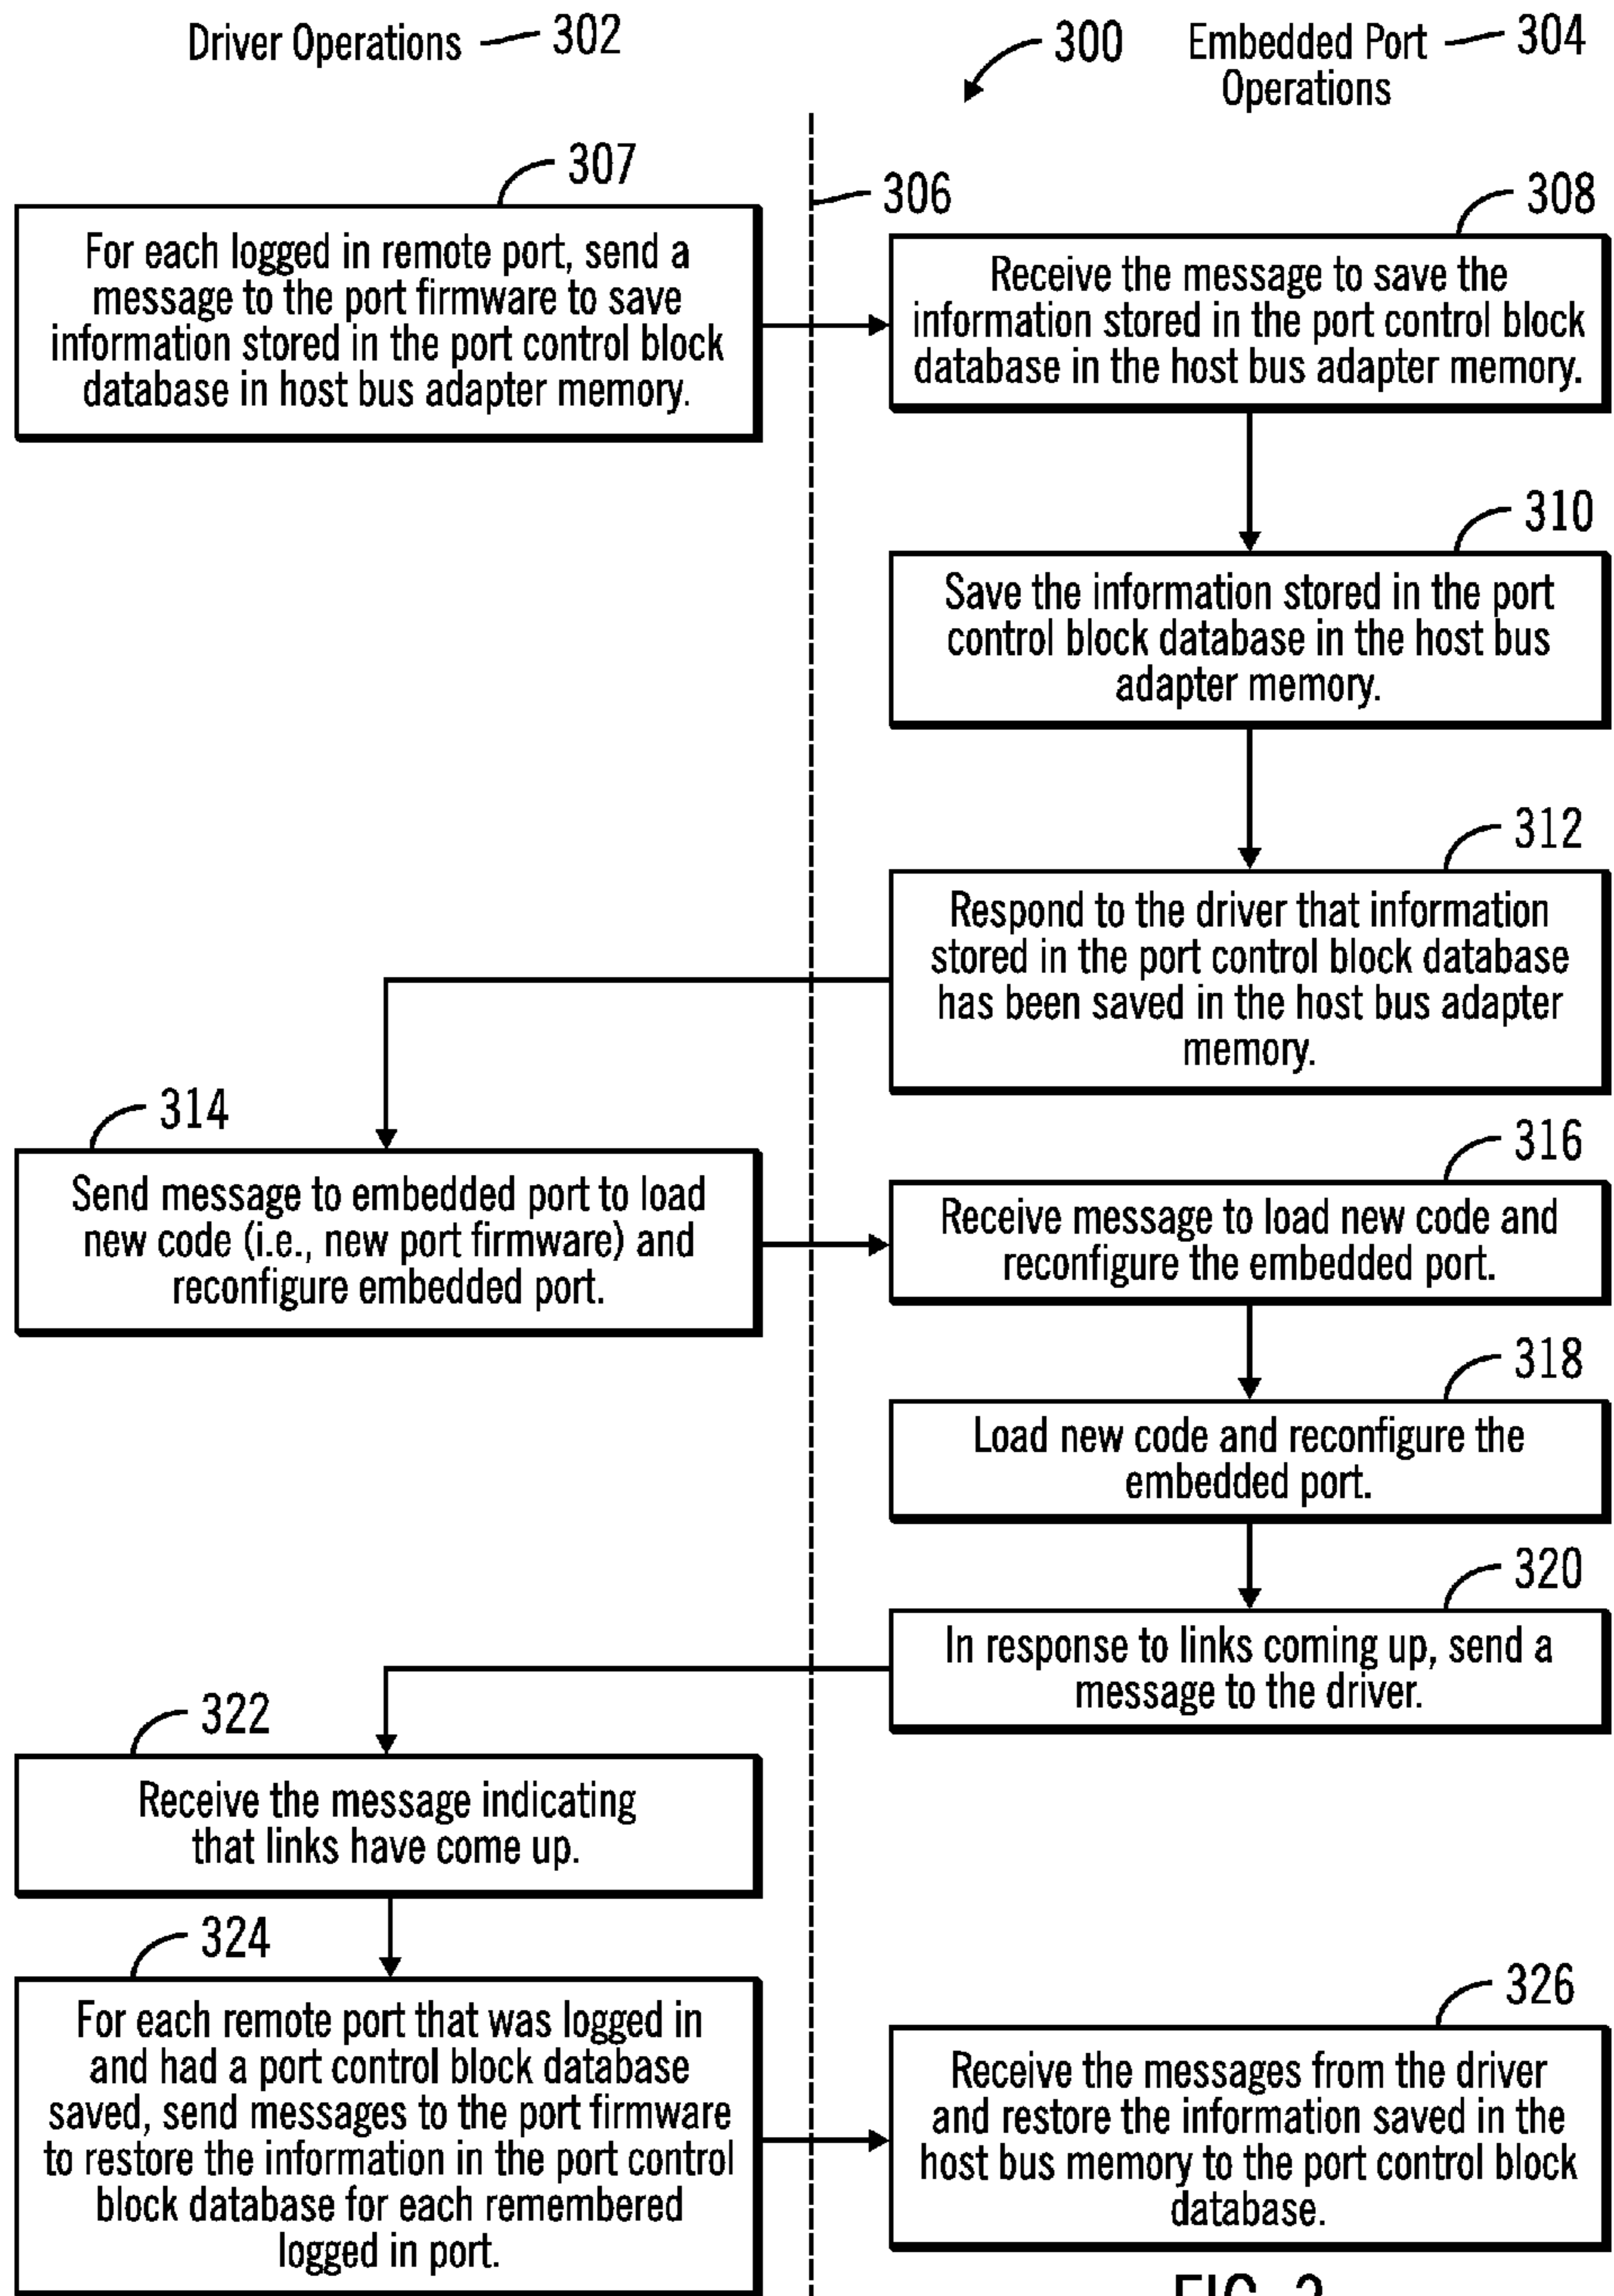 Driver Operations 302
300
Embedded Port 304
Operations
307
306
308
For each logged in remote port, send a
message to the port firmware to save
information stored in the port control block
database in host bus adapter memory.
Receive the message to save the
information stored in the port control block
database in the host bus adapter memory.
310
Save the information stored in the port
control block database in the host bus
adapter memory.
312
Respond to the driver that information
stored in the port control block database
has been saved in the host bus adapter
memory.
314
Send message to embedded port to load
new code (i.e., new port firmware) and
reconfigure embedded port.
316
Receive message to load new code and
reconfigure the embedded port.
318
Load new code and reconfigure the
embedded port.
320
In response to links coming up, send a
message to the driver.
322
Receive the message indicating
that links have come up.
324
For each remote port that was logged in
and had a port control block database
saved, send messages to the port firmware
to restore the information in the port control
block database for each remembered
logged in port.
326
Receive the messages from the driver
and restore the information saved in the
host bus memory to the port control block
database.